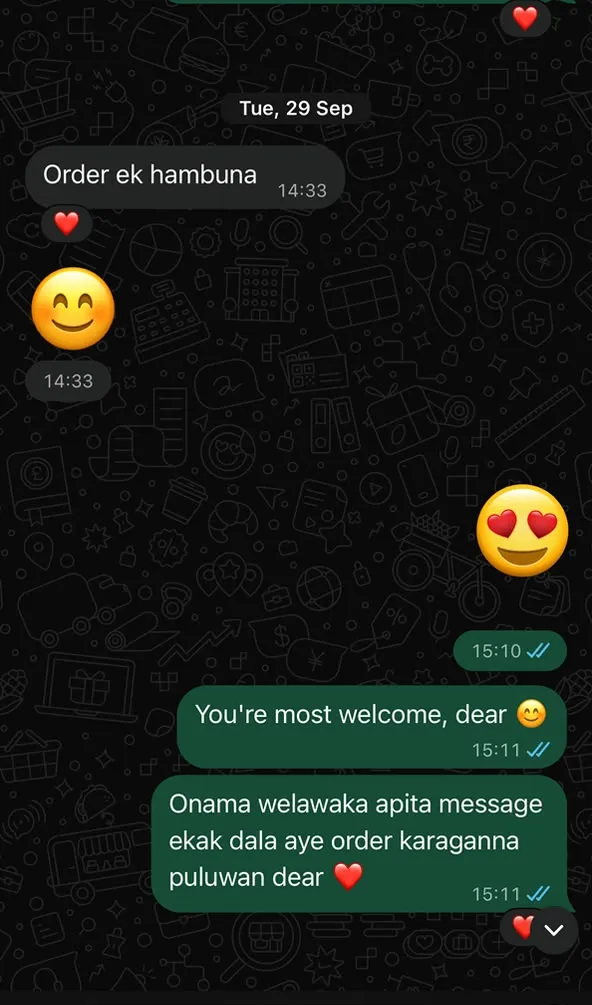 Tue, 29 Sep
Order ek hambuna
14:33
❤️
😊
14:33
😍
15:10
You're most welcome, dear 😊
15:11
Onama welawaka apita message
ekak dala aye order karaganna
puluwan dear ❤️
15:11